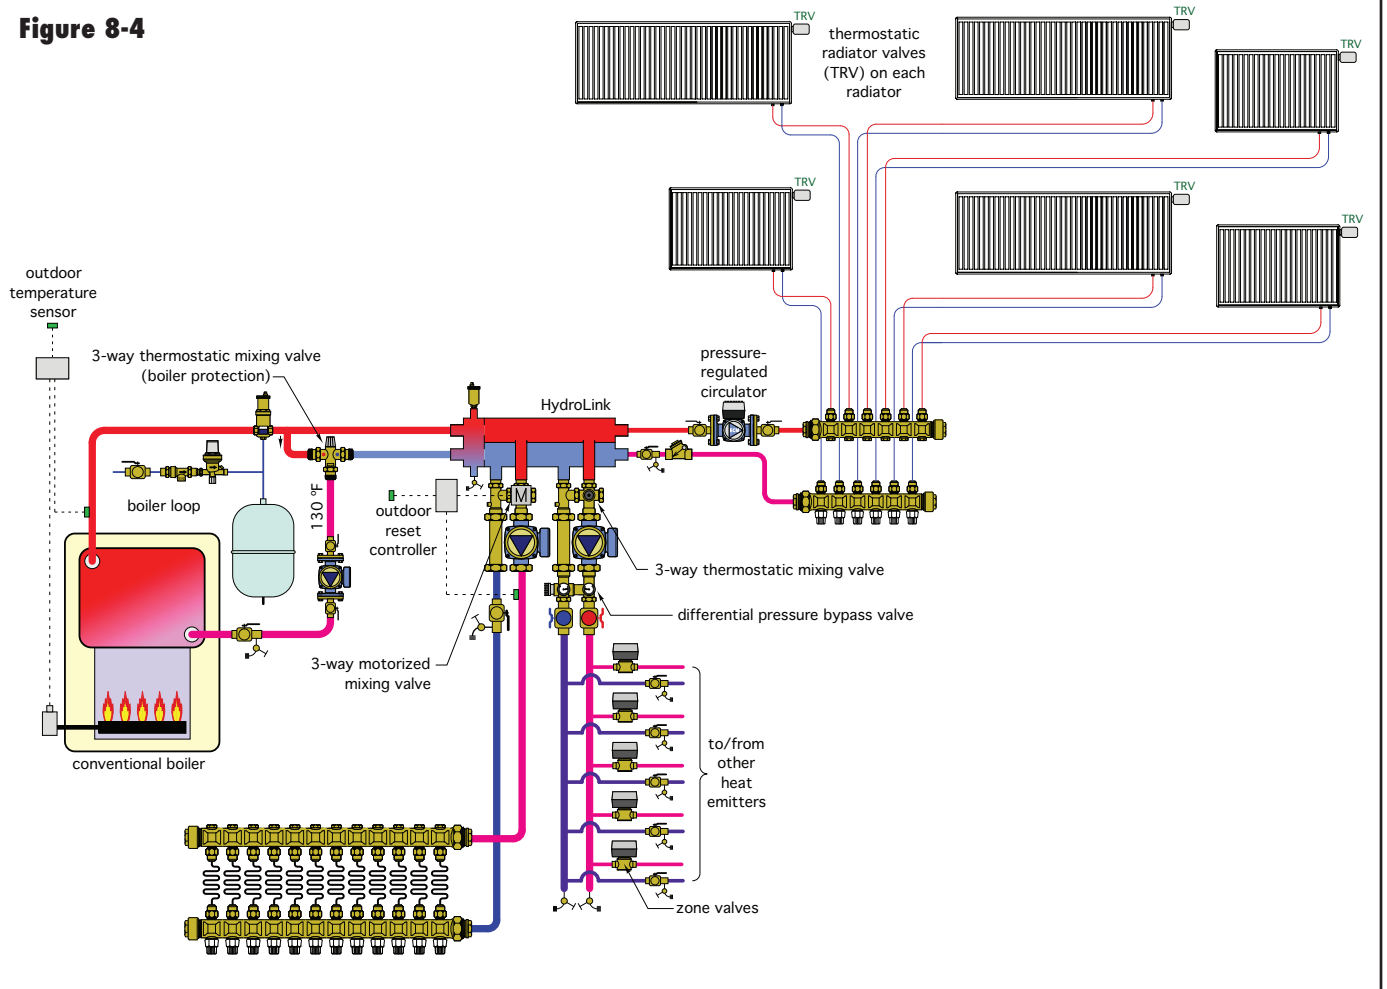 Figure 8-4
TRV
thermostatic
radiator valves
(TRV) on each
radiator
TRV
TRV
TRV
TRV
TRV
outdoor
temperature
sensor
3-way thermostatic mixing valve
(boiler protection)
pressure-
regulated
circulator
HydroLink
boiler loop
130 ºF
outdoor
reset
controller
M
3-way thermostatic mixing valve
differential pressure bypass valve
3-way motorized
mixing valve
conventional boiler
to/from
other
heat
emitters
zone valves